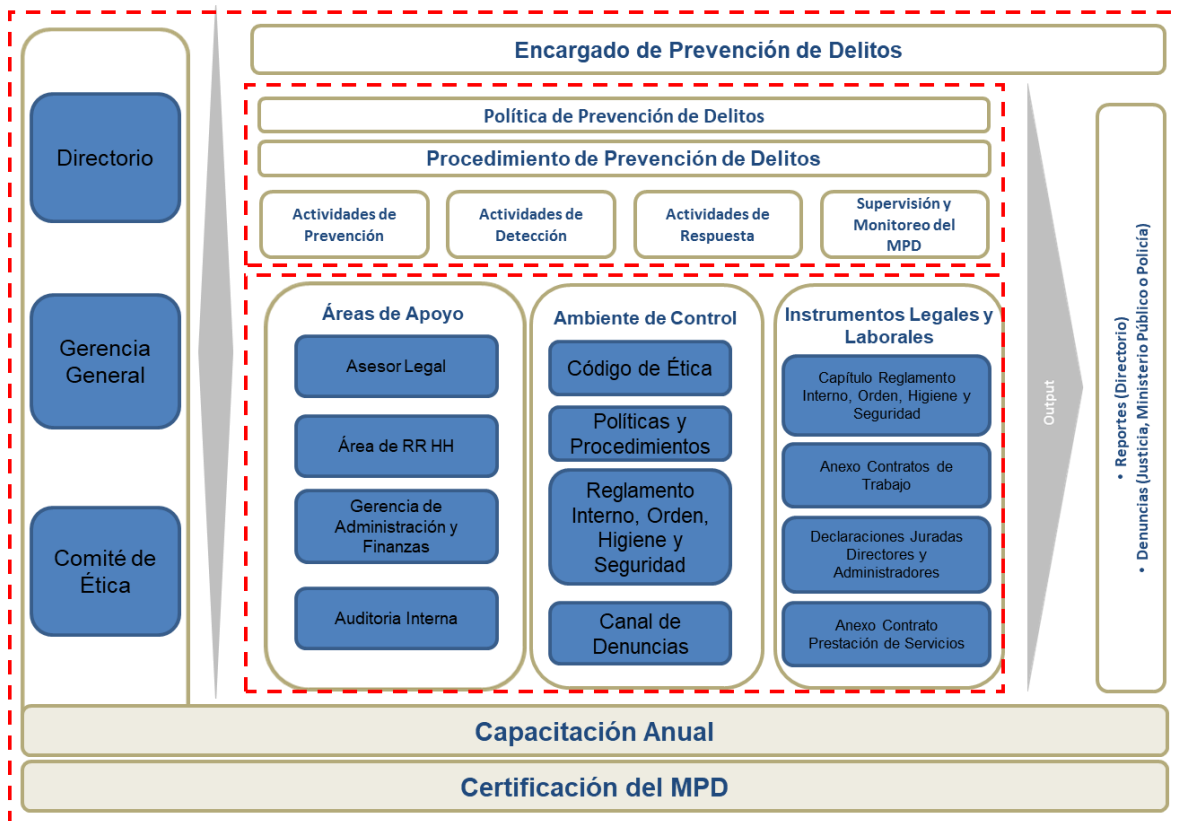 Encargado de Prevención de Delitos
Directorio
Gerencia
General
Comité de
Ética
Política de Prevención de Delitos
Procedimiento de Prevención de Delitos
Actividades de
Prevención
Actividades de
Detección
Actividades de
Respuesta
Supervisión y
Monitoreo del
MPD
Áreas de Apoyo
Asesor Legal
Área de RR HH
Gerencia de
Administración y
Finanzas
Auditoria Interna
Ambiente de Control
Código de Ética
Políticas y
Procedimientos
Reglamento
Interno, Orden,
Higiene y
Seguridad
Canal de
Denuncias
Instrumentos Legales y
Laborales
Capítulo Reglamento
Interno, Orden, Higiene y
Seguridad
Anexo Contratos de
Trabajo
Declaraciones Juradas
Directores y
Administradores
Anexo Contrato
Prestación de Servicios
Output
• Reportes (Directorio)
• Denuncias (Justicia, Ministerio Público o Policía)
Capacitación Anual
Certificación del MPD